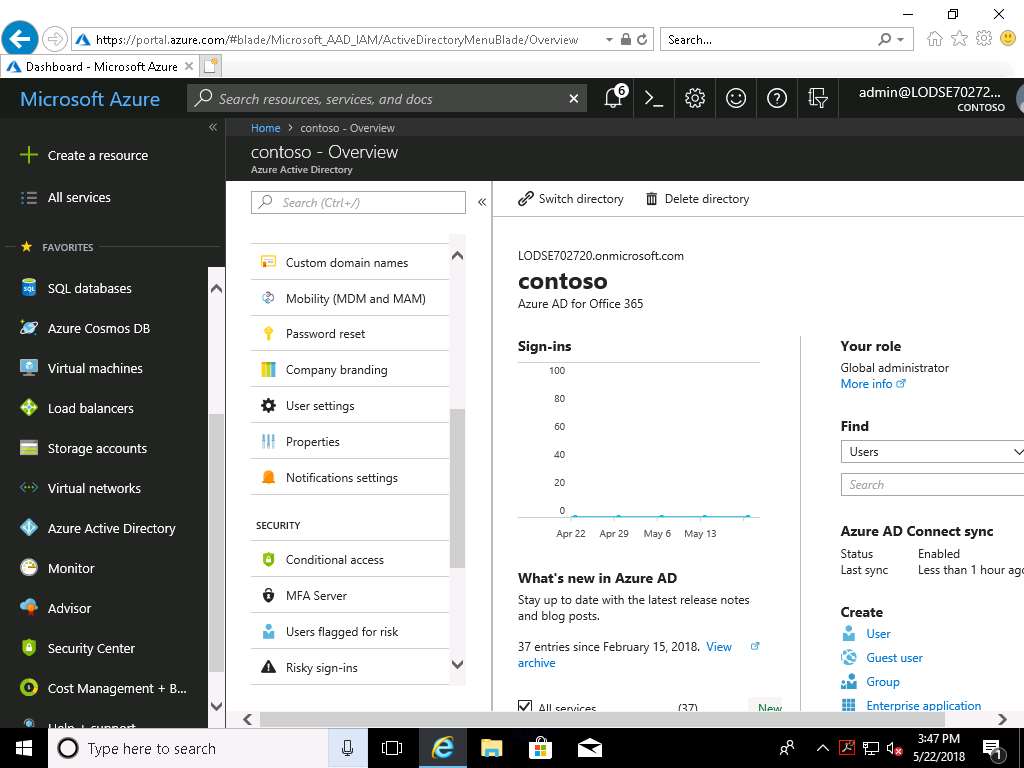 https://portal.azure.com/#blade/Microsoft_AAD_IAM/ActiveDirectoryMenuBlade/Overview
Search...
Dashboard - Microsoft Azure
Microsoft Azure
Search resources, services, and docs
6
admin@LODSE70272...
CONTOSO
Home > contoso - Overview
contoso - Overview
Azure Active Directory
Create a resource
All services
FAVORITES
SQL databases
Azure Cosmos DB
Virtual machines
Load balancers
Storage accounts
Virtual networks
Azure Active Directory
Monitor
Advisor
Security Center
Cost Management + B...
Help + support
Search (Ctrl+/)
Custom domain names
Mobility (MDM and MAM)
Password reset
Company branding
User settings
Properties
Notifications settings
SECURITY
Conditional access
MFA Server
Users flagged for risk
Risky sign-ins
Switch directory
Delete directory
LODSE702720.onmicrosoft.com
contoso
Azure AD for Office 365
Sign-ins
100
80
60
40
20
0
Apr 22 Apr 29 May 6 May 13
What's new in Azure AD
Stay up to date with the latest release notes
and blog posts.
37 entries since February 15, 2018. View
archive
All services (37) New
Your role
Global administrator
More info
Find
Users
Search
Azure AD Connect sync
Status Enabled
Last sync Less than 1 hour ago
Create
User
Guest user
Group
Enterprise application
Type here to search
3:47 PM
5/22/2018
1